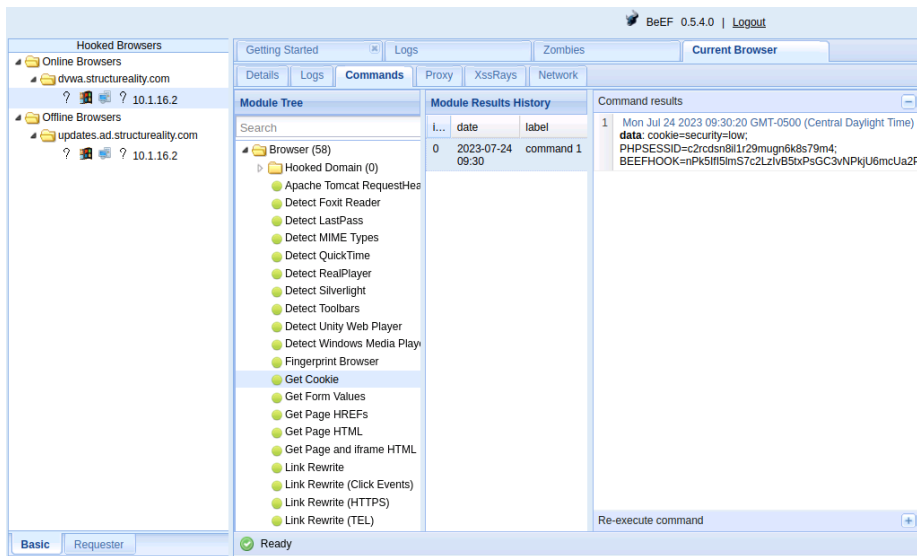 BeEF 0.5.4.0 | Logout
Hooked Browsers
Online Browsers
dvwa.structureality.com
? ? 10.1.16.2
Offline Browsers
updates.ad.structureality.com
? ? 10.1.16.2
Basic Requester
Getting Started Logs Zombies Current Browser
Details Logs Commands Proxy XssRays Network
Module Tree
Search
Browser (58)
Hooked Domain (0)
Apache Tomcat RequestHea
Detect Foxit Reader
Detect LastPass
Detect MIME Types
Detect QuickTime
Detect RealPlayer
Detect Silverlight
Detect Toolbars
Detect Unity Web Player
Detect Windows Media Playe
Fingerprint Browser
Get Cookie
Get Form Values
Get Page HREFs
Get Page HTML
Get Page and iframe HTML
Link Rewrite
Link Rewrite (Click Events)
Link Rewrite (HTTPS)
Link Rewrite (TEL)
Module Results History
i... date label
0 2023-07-24 command 1
09:30
Command results
1 Mon Jul 24 2023 09:30:20 GMT-0500 (Central Daylight Time)
data: cookie=security=low;
PHPSESSID=c2rcdsn8il1r29mugn6k8s79m4;
Re-execute command
Ready